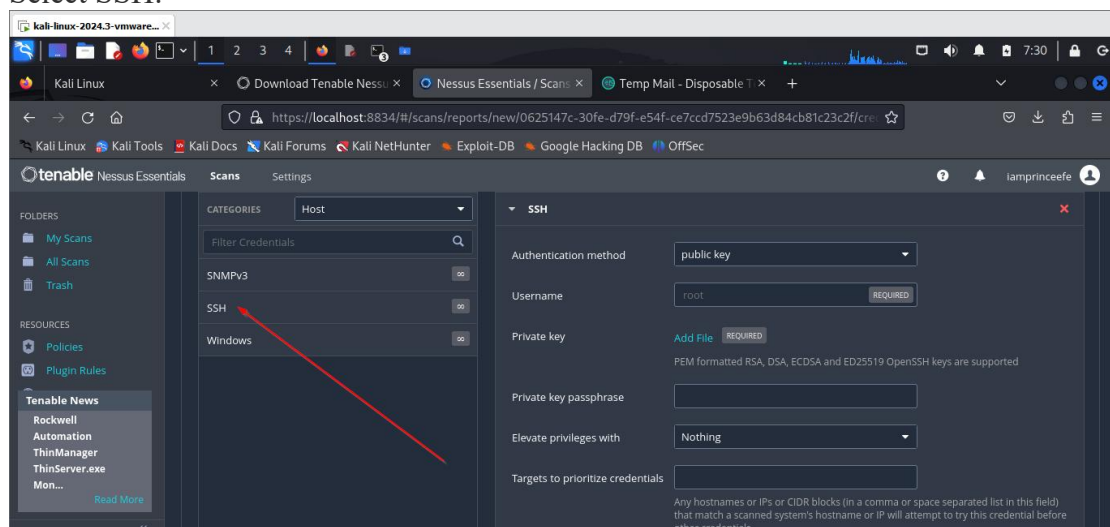 Select SSH.
kali-linux-2024.3-vmware...
1 2 3 4
3
7:30
Kali Linux
Download Tenable Nessu
Nessus Essentials / Scans
Temp Mail - Disposable T
https://localhost:8834/#/scans/reports/new/0625147c-30fe-d79f-e54f-ce7ccd7523e9b63d84cb81c23c2f/cre
Kali Linux Kali Tools Kali Docs Kali Forums Kali NetHunter Exploit-DB Google Hacking DB OffSec
tenable Nessus Essentials Scans Settings
iamprinceefe
FOLDERS
My Scans
All Scans
Trash
RESOURCES
Policies
Plugin Rules
Tenable News
Rockwell
Automation
ThinManager
ThinServer.exe
Mon...
Read More
CATEGORIES Host
Filter Credentials
SNMPv3 ∞
SSH ∞
Windows ∞
SSH
Authentication method public key
Username root REQUIRED
Private key Add File REQUIRED
PEM formatted RSA, DSA, ECDSA and ED25519 OpenSSH keys are supported
Private key passphrase
Elevate privileges with Nothing
Targets to prioritize credentials
Any hostnames or IPs or CIDR blocks (in a comma or space separated list in this field)
that match a scanned system's hostname or IP will attempt to try this credential before